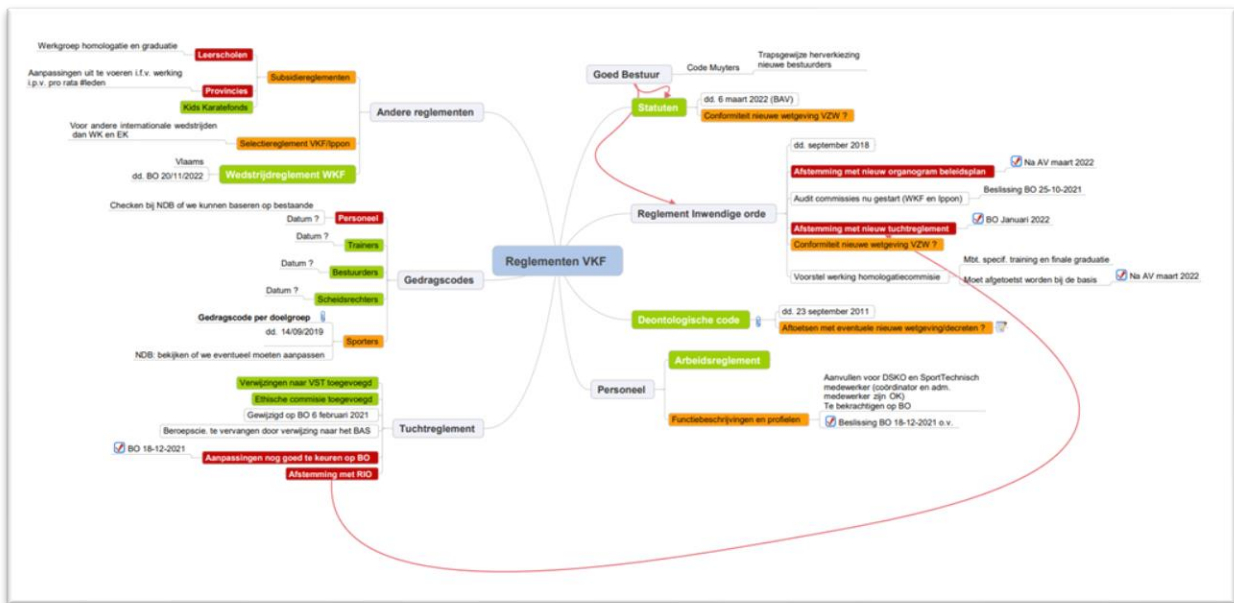 Reglementen VKF
Andere reglementen
Subsidiereglementen
Leerscholen
Werkgroep homologatie en graduatie
Provincies
Aanpassingen uit te voeren i.f.v. werking
i.p.v. pro rata #leden
Kids Karatefonds
Selectiereglement VKF/Ippon
Voor andere internationale wedstrijden
dan WK en EK
Wedstrijdreglement WKF
Vlaams
dd. BO 20/11/2022
Gedragscodes
Personeel
Checken bij NDB of we kunnen baseren op bestaande
Datum ?
Trainers
Datum ?
Bestuurders
Datum ?
Scheidsrechters
Datum ?
Sporters
Gedragscode per doelgroep
dd. 14/09/2019
NDB: bekijken of we eventueel moeten aanpassen
Tuchtreglement
Verwijzingen naar VST toegevoegd
Ethische commisie toegevoegd
Gewijzigd op BO 6 februari 2021
Beroepscie. te vervangen door verwijzing naar het BAS
Aanpassingen nog goed te keuren op BO
BO 18-12-2021
Afstemming met RIO
Goed Bestuur
Code Muyters
Trapsgewijze herverkiezing
nieuwe bestuurders
Statuten
dd. 6 maart 2022 (BAV)
Conformiteit nieuwe wetgeving VZW ?
Reglement Inwendige orde
dd. september 2018
Afstemming met nieuw organogram beleidsplan
Na AV maart 2022
Audit commissies nu gestart (WKF en Ippon)
Beslissing BO 25-10-2021
Afstemming met nieuw tuchtreglement
BO Januari 2022
Conformiteit nieuwe wetgeving VZW ?
Voorstel werking homologatiecommisie
Mbt. specif. training en finale graduatie
Moet afgetoetst worden bij de basis
Na AV maart 2022
Deontologische code
dd. 23 september 2011
Aftoetsen met eventuele nieuwe wetgeving/decreten ?
Personeel
Arbeidsreglement
Functiebeschrijvingen en profielen
Aanvullen voor DSKO en SportTechnisch
medewerker (coördinator en adm.
medewerker zijn OK)
Te bekrachtigen op BO
Beslissing BO 18-12-2021 o.v.